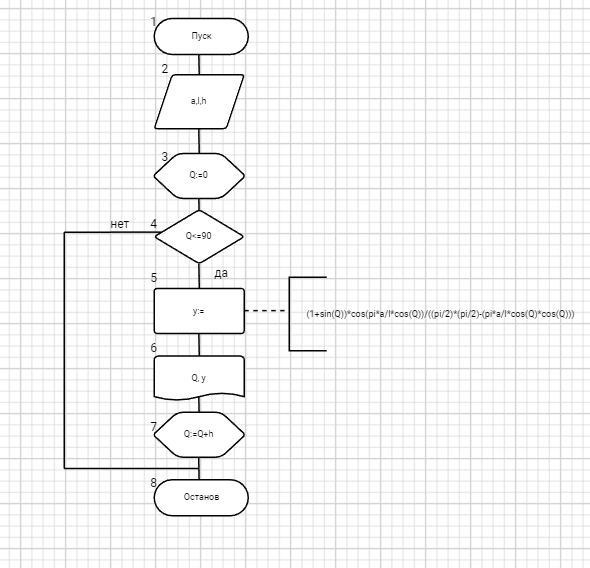 1
Пуск
2
a,l,h
3
Q:=0
нет
4
Q<=90
да
5
y:=
(1+sin(Q))*cos(pi*a/l*cos(Q))/((pi/2)*(pi/2)-(pi*a/l*cos(Q)*cos(Q)))
6
Q, y
7
Q:=Q+h
8
Останов